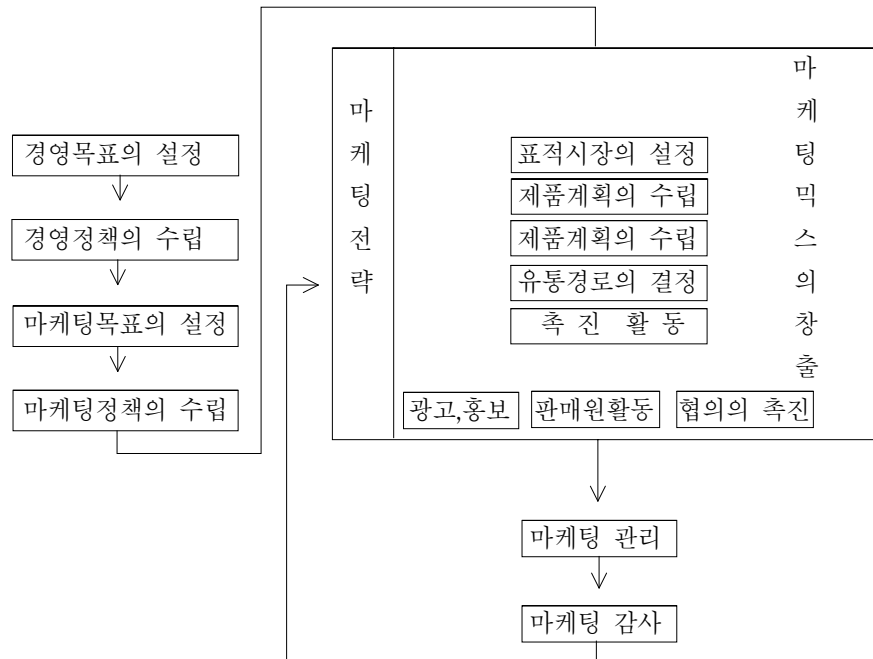 경영목표의 설정
경영정책의 수립
마케팅목표의 설정
마케팅정책의 수립
마케팅전략
표적시장의 설정
제품계획의 수립
제품계획의 수립
유통경로의 결정
촉 진 활 동
광고,홍보 판매원활동 협의의 촉진
마케팅믹스의창출
마케팅 관리
마케팅 감사